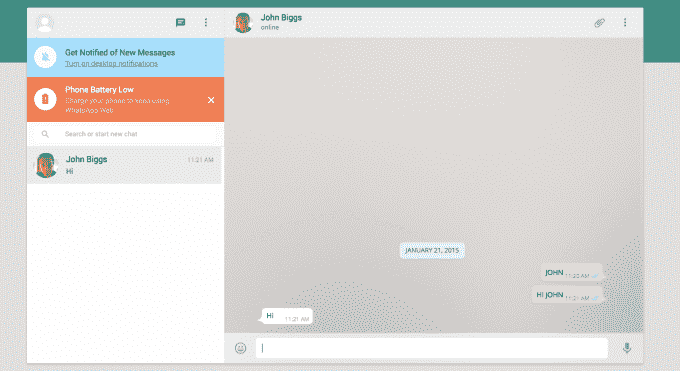 John Biggs
online
Get Notified of New Messages
Turn on desktop notifications
Phone Battery Low
Charge your phone to keep using
WhatsApp Web
Search or start new chat
John Biggs
11:21 AM
Hi
JANUARY 21, 2015
JOHN 11:20 AM
HI JOHN 11:21 AM
Hi 11:21 AM